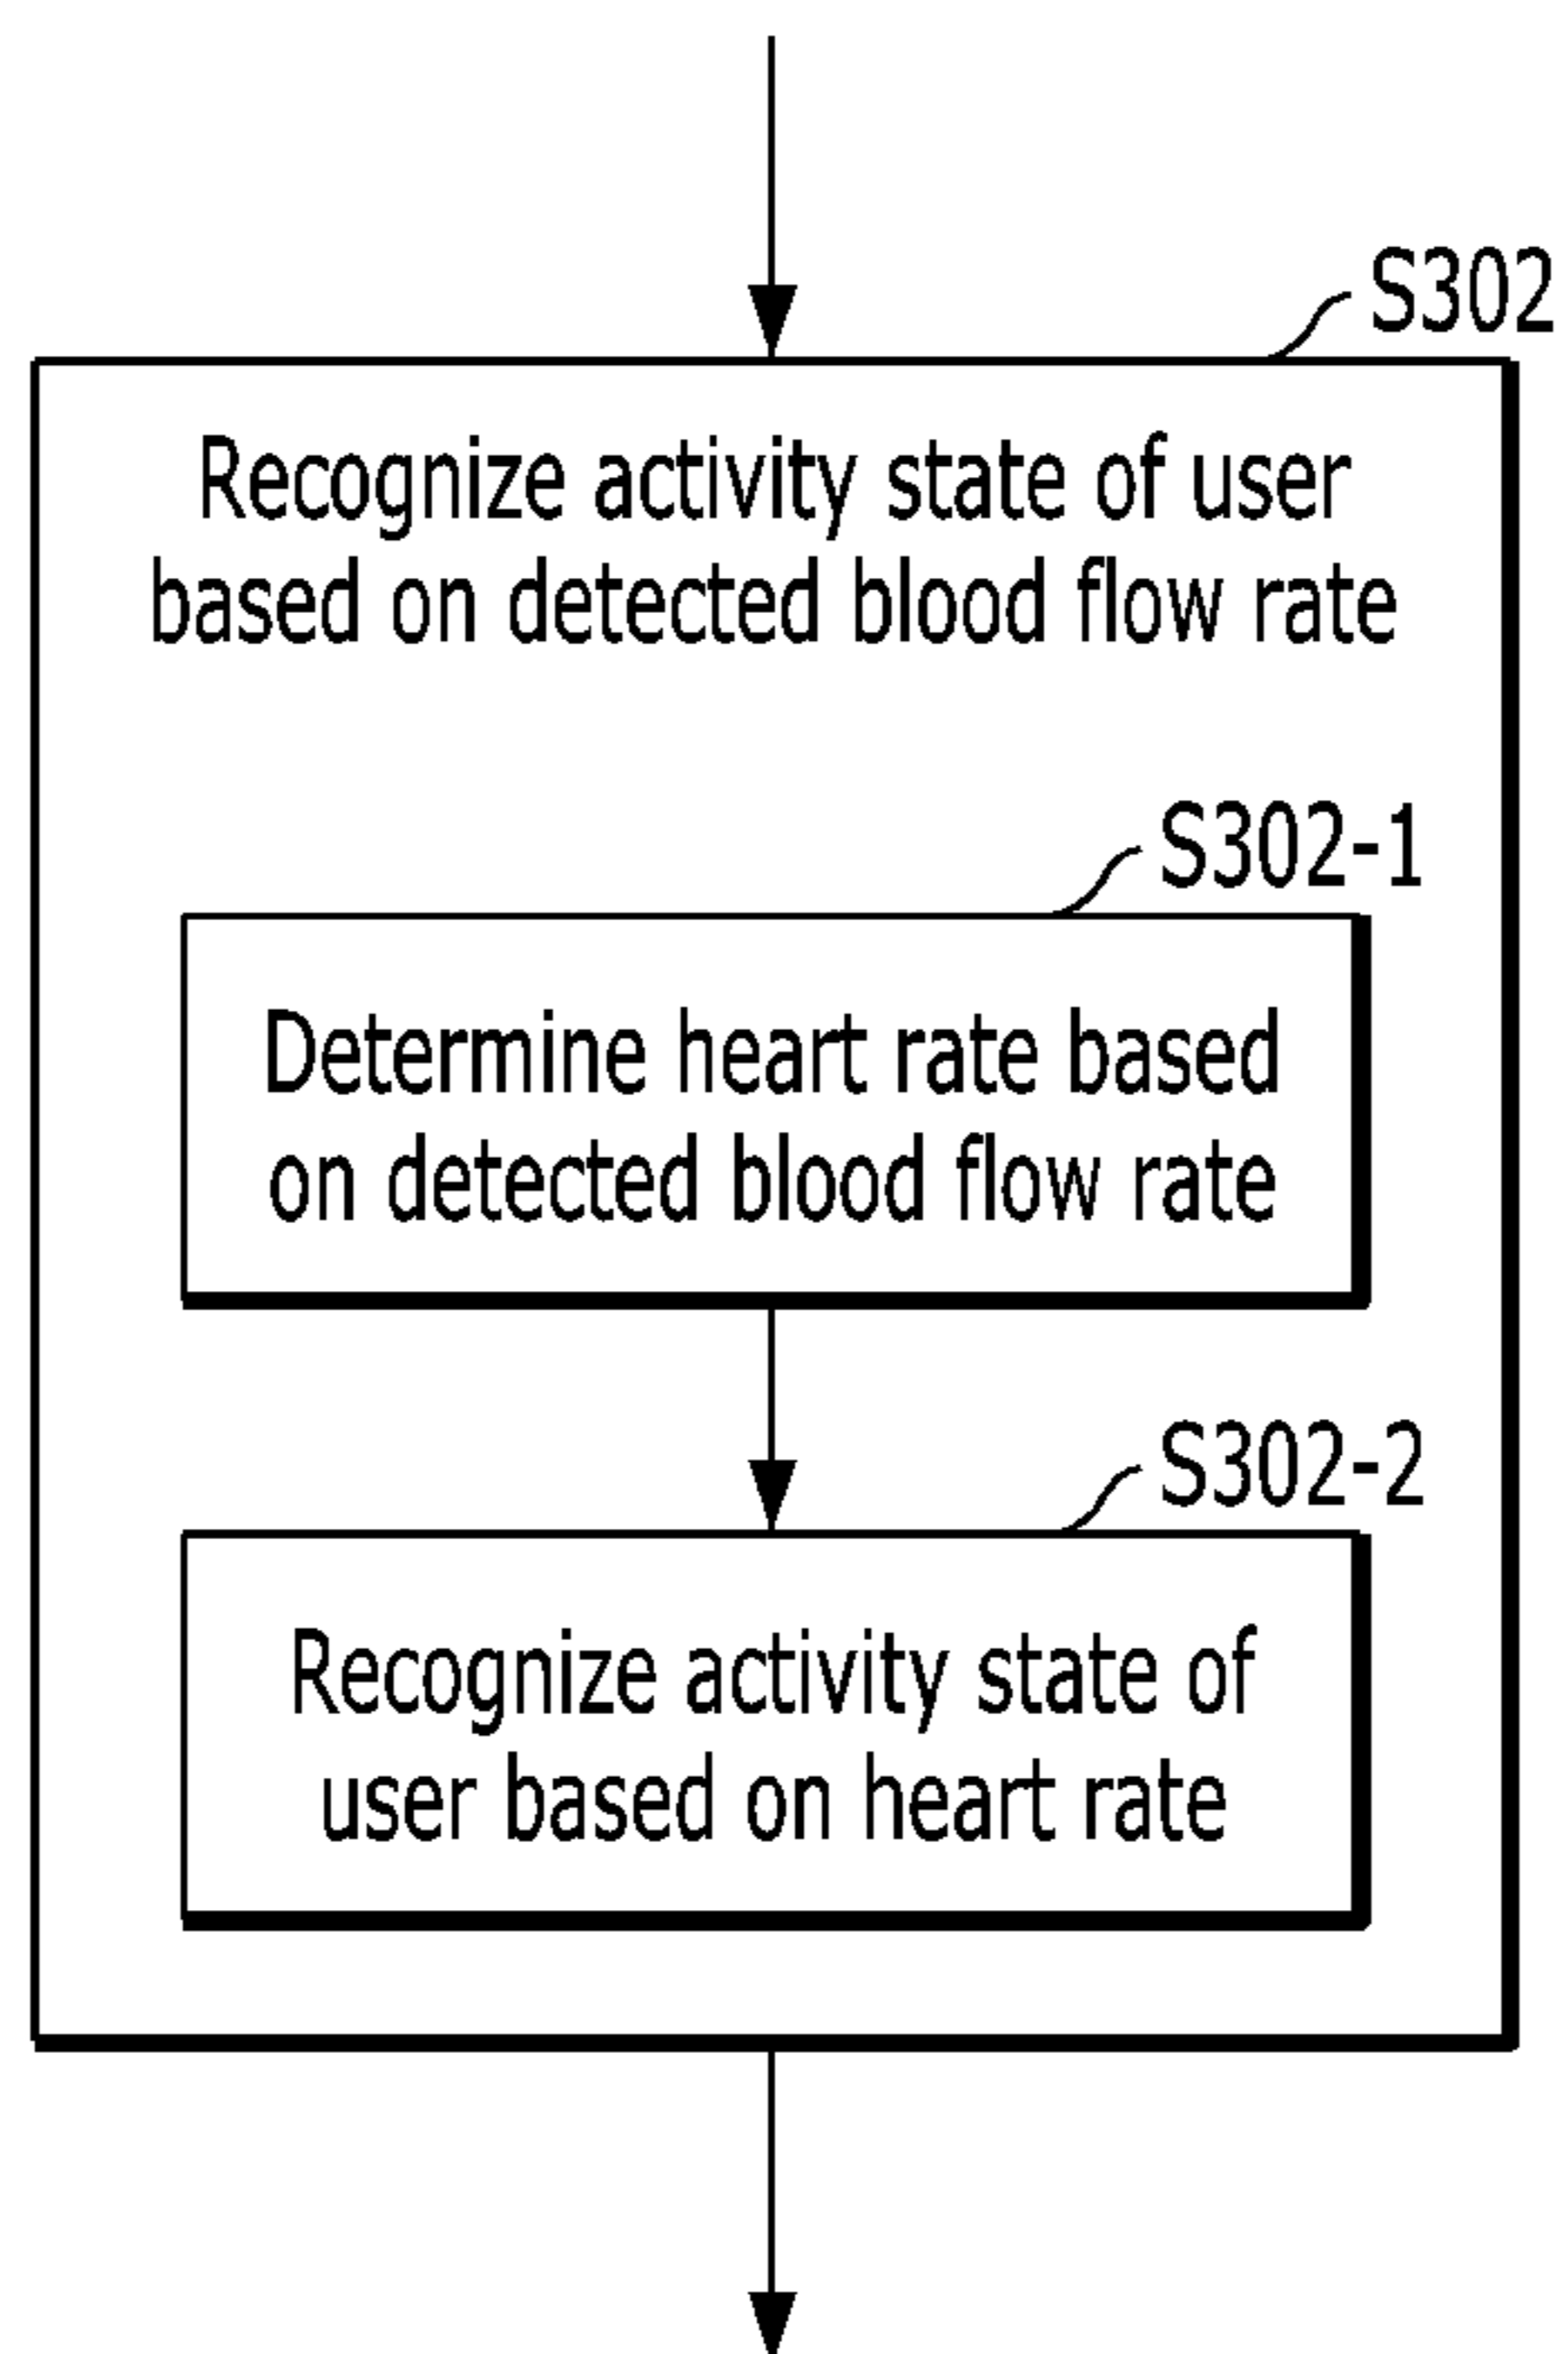 S302
Recognize activity state of user
based on detected blood flow rate
S302-1
Determine heart rate based
on detected blood flow rate
S302-2
Recognize activity state of
user based on heart rate